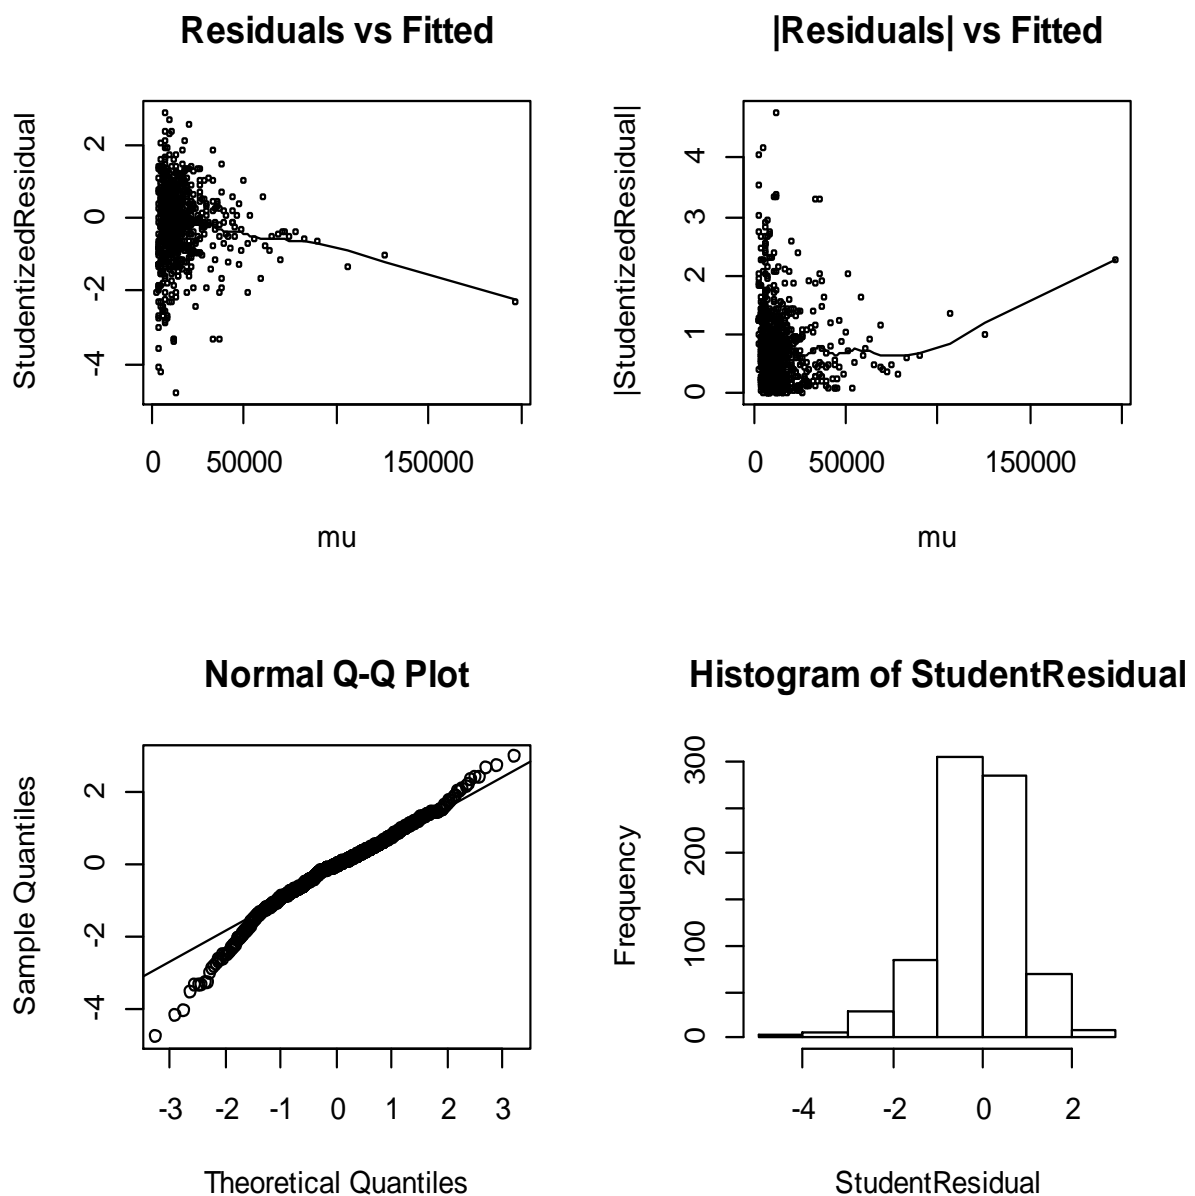 Residuals vs Fitted
StudentizedResidual
2
0
-2
-4
0 50000 150000
mu
|Residuals| vs Fitted
|StudentizedResidual|
4
3
2
1
0
0 50000 150000
mu
Normal Q-Q Plot
Sample Quantiles
2
0
-2
-4
-3 -2 -1 0 1 2 3
Theoretical Quantiles
Histogram of StudentResidual
Frequency
300
200
100
0
-4 -2 0 2
StudentResidual